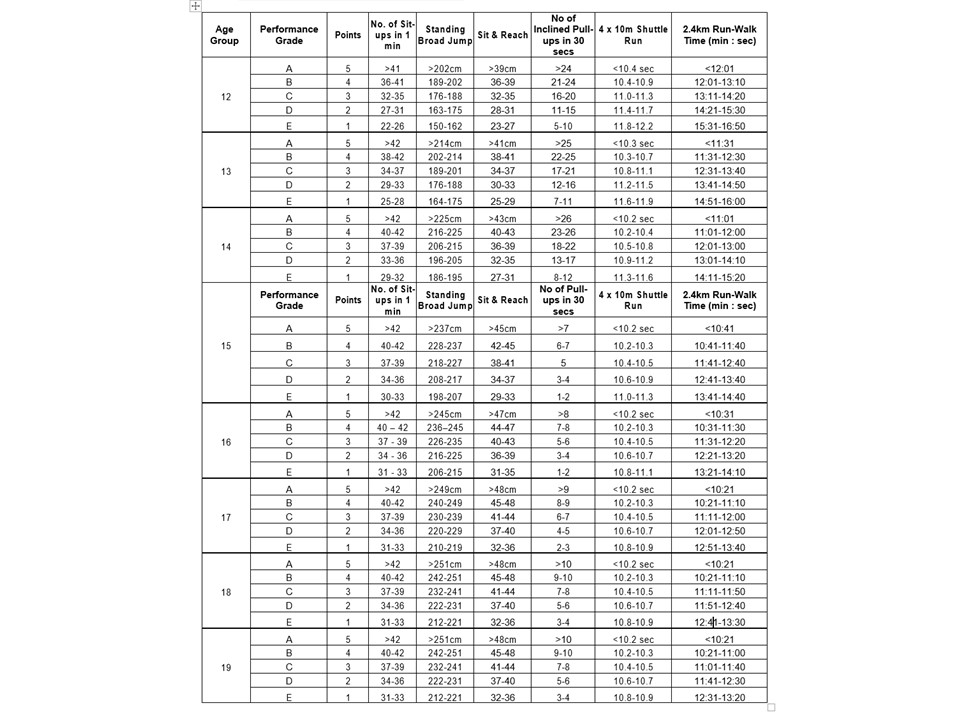 Age Group Performance Grade Points No. of Sit-ups in 1 min Standing Broad Jump Sit & Reach No of Inclined Pull-ups in 30 secs 4 x 10m Shuttle Run 2.4km Run-Walk Time (min : sec)
12
A 5 >41 >202cm >39cm >24 <10.4 sec <12:01
B 4 36-41 189-202 36-39 21-24 10.4-10.9 12:01-13:10
C 3 32-35 176-188 32-35 16-20 11.0-11.3 13:11-14:20
D 2 27-31 163-175 28-31 11-15 11.4-11.7 14:21-15:30
E 1 22-26 150-162 23-27 5-10 11.8-12.2 15:31-16:50
13
A 5 >42 >214cm >41cm >25 <10.3 sec <11:31
B 4 38-42 202-214 38-41 22-25 10.3-10.7 11:31-12:30
C 3 34-37 189-201 34-37 17-21 10.8-11.1 12:31-13:40
D 2 29-33 176-188 30-33 12-16 11.2-11.5 13:41-14:50
E 1 25-28 164-175 25-29 7-11 11.6-11.9 14:51-16:00
14
A 5 >42 >225cm >43cm >26 <10.2 sec <11:01
B 4 40-42 216-225 40-43 23-26 10.2-10.4 11:01-12:00
C 3 37-39 206-215 36-39 18-22 10.5-10.8 12:01-13:00
D 2 33-36 196-205 32-35 13-17 10.9-11.2 13:01-14:10
E 1 29-32 186-195 27-31 8-12 11.3-11.6 14:11-15:20
Performance Grade Points No. of Sit-ups in 1 min Standing Broad Jump Sit & Reach No of Pull-ups in 30 secs 4 x 10m Shuttle Run 2.4km Run-Walk Time (min : sec)
15
A 5 >42 >237cm >45cm >7 <10.2 sec <10:41
B 4 40-42 228-237 42-45 6-7 10.2-10.3 10:41-11:40
C 3 37-39 218-227 38-41 5 10.4-10.5 11:41-12:40
D 2 34-36 208-217 34-37 3-4 10.6-10.9 12:41-13:40
E 1 30-33 198-207 29-33 1-2 11.0-11.3 13:41-14:40
16
A 5 >42 >245cm >47cm >8 <10.2 sec <10:31
B 4 40 – 42 236–245 44-47 7-8 10.2-10.3 10:31-11:30
C 3 37 - 39 226-235 40-43 5-6 10.4-10.5 11:31-12:20
D 2 34 - 36 216-225 36-39 3-4 10.6-10.7 12:21-13:20
E 1 31 - 33 206-215 31-35 1-2 10.8-11.1 13:21-14:10
17
A 5 >42 >249cm >48cm >9 <10.2 sec <10:21
B 4 40-42 240-249 45-48 8-9 10.2-10.3 10:21-11:10
C 3 37-39 230-239 41-44 6-7 10.4-10.5 11:11-12:00
D 2 34-36 220-229 37-40 4-5 10.6-10.7 12:01-12:50
E 1 31-33 210-219 32-36 2-3 10.8-10.9 12:51-13:40
18
A 5 >42 >251cm >48cm >10 <10.2 sec <10:21
B 4 40-42 242-251 45-48 9-10 10.2-10.3 10:21-11:10
C 3 37-39 232-241 41-44 7-8 10.4-10.5 11:11-11:50
D 2 34-36 222-231 37-40 5-6 10.6-10.7 11:51-12:40
E 1 31-33 212-221 32-36 3-4 10.8-10.9 12:41-13:30
19
A 5 >42 >251cm >48cm >10 <10.2 sec <10:21
B 4 40-42 242-251 45-48 9-10 10.2-10.3 10:21-11:00
C 3 37-39 232-241 41-44 7-8 10.4-10.5 11:01-11:40
D 2 34-36 222-231 37-40 5-6 10.6-10.7 11:41-12:30
E 1 31-33 212-221 32-36 3-4 10.8-10.9 12:31-13:20